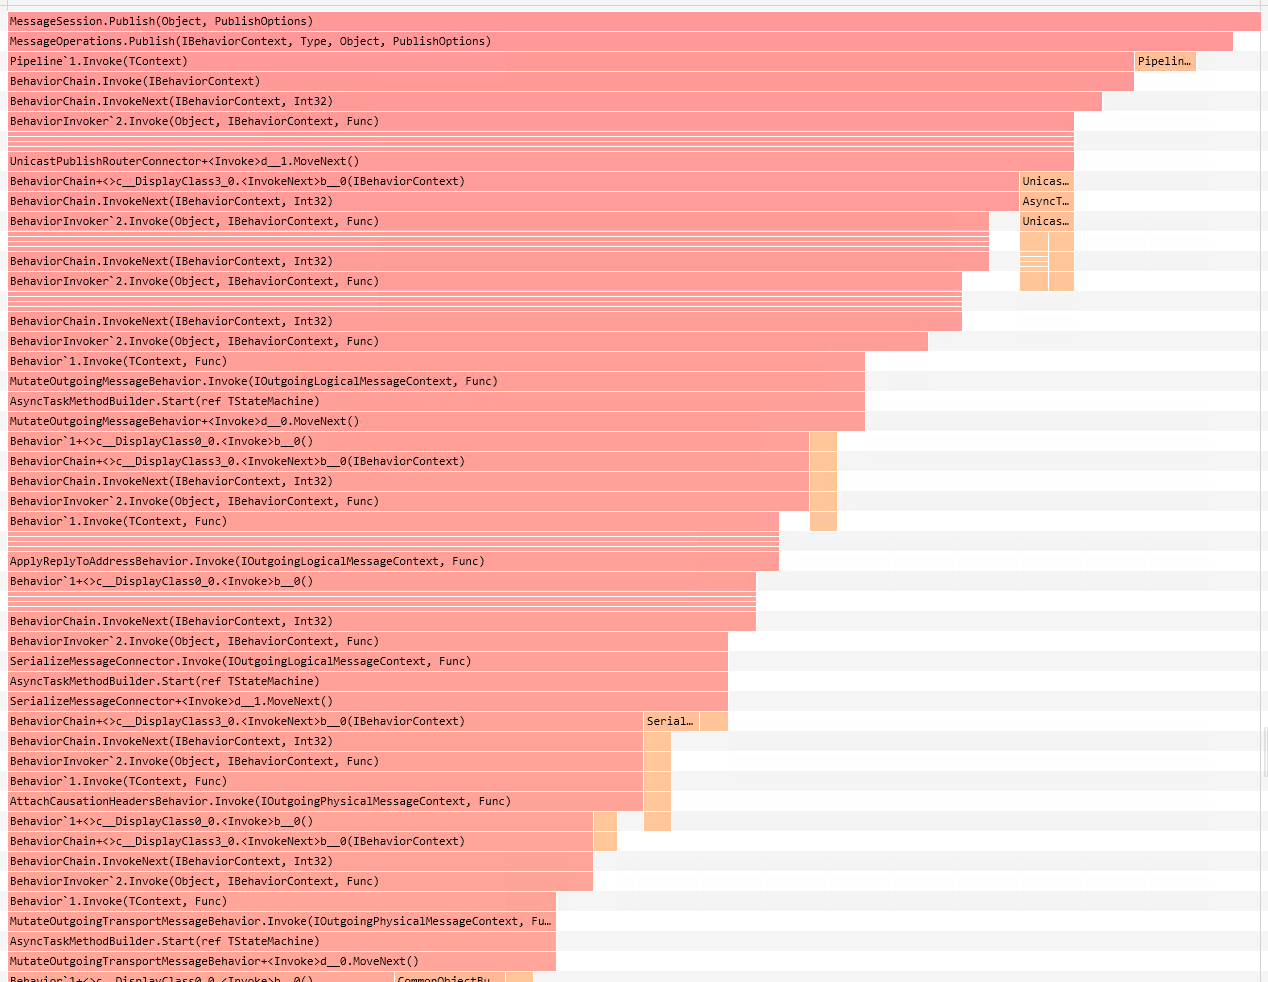 MessageSession.Publish(Object, PublishOptions)
MessageOperations.Publish(IBehaviorContext, Type, Object, PublishOptions)
Pipeline`1.Invoke(TContext) Pipelin…
BehaviorChain.Invoke(IBehaviorContext)
BehaviorChain.InvokeNext(IBehaviorContext, Int32)
BehaviorInvoker`2.Invoke(Object, IBehaviorContext, Func)
UnicastPublishRouterConnector+<Invoke>d__1.MoveNext()
BehaviorChain+<>c__DisplayClass3_0.<InvokeNext>b__0(IBehaviorContext) Unicas…
BehaviorChain.InvokeNext(IBehaviorContext, Int32) AsyncT…
BehaviorInvoker`2.Invoke(Object, IBehaviorContext, Func) Unicas…
BehaviorChain.InvokeNext(IBehaviorContext, Int32)
BehaviorInvoker`2.Invoke(Object, IBehaviorContext, Func)
BehaviorChain.InvokeNext(IBehaviorContext, Int32)
BehaviorInvoker`2.Invoke(Object, IBehaviorContext, Func)
Behavior`1.Invoke(TContext, Func)
MutateOutgoingMessageBehavior.Invoke(IOutgoingLogicalMessageContext, Func)
AsyncTaskMethodBuilder.Start(ref TStateMachine)
MutateOutgoingMessageBehavior+<Invoke>d__0.MoveNext()
Behavior`1+<>c__DisplayClass0_0.<Invoke>b__0()
BehaviorChain+<>c__DisplayClass3_0.<InvokeNext>b__0(IBehaviorContext)
BehaviorChain.InvokeNext(IBehaviorContext, Int32)
BehaviorInvoker`2.Invoke(Object, IBehaviorContext, Func)
Behavior`1.Invoke(TContext, Func)
ApplyReplyToAddressBehavior.Invoke(IOutgoingLogicalMessageContext, Func)
Behavior`1+<>c__DisplayClass0_0.<Invoke>b__0()
BehaviorChain.InvokeNext(IBehaviorContext, Int32)
BehaviorInvoker`2.Invoke(Object, IBehaviorContext, Func)
SerializeMessageConnector.Invoke(IOutgoingLogicalMessageContext, Func)
AsyncTaskMethodBuilder.Start(ref TStateMachine)
SerializeMessageConnector+<Invoke>d__1.MoveNext()
BehaviorChain+<>c__DisplayClass3_0.<InvokeNext>b__0(IBehaviorContext) Serial…
BehaviorChain.InvokeNext(IBehaviorContext, Int32)
BehaviorInvoker`2.Invoke(Object, IBehaviorContext, Func)
Behavior`1.Invoke(TContext, Func)
AttachCausationHeadersBehavior.Invoke(IOutgoingPhysicalMessageContext, Func)
Behavior`1+<>c__DisplayClass0_0.<Invoke>b__0()
BehaviorChain+<>c__DisplayClass3_0.<InvokeNext>b__0(IBehaviorContext)
BehaviorChain.InvokeNext(IBehaviorContext, Int32)
BehaviorInvoker`2.Invoke(Object, IBehaviorContext, Func)
Behavior`1.Invoke(TContext, Func)
MutateOutgoingTransportMessageBehavior.Invoke(IOutgoingPhysicalMessageContext, Fu…
AsyncTaskMethodBuilder.Start(ref TStateMachine)
MutateOutgoingTransportMessageBehavior+<Invoke>d__0.MoveNext()
Behavior`1+<>c__DisplayClass0_0.<Invoke>b__0() CommonObjectBu…